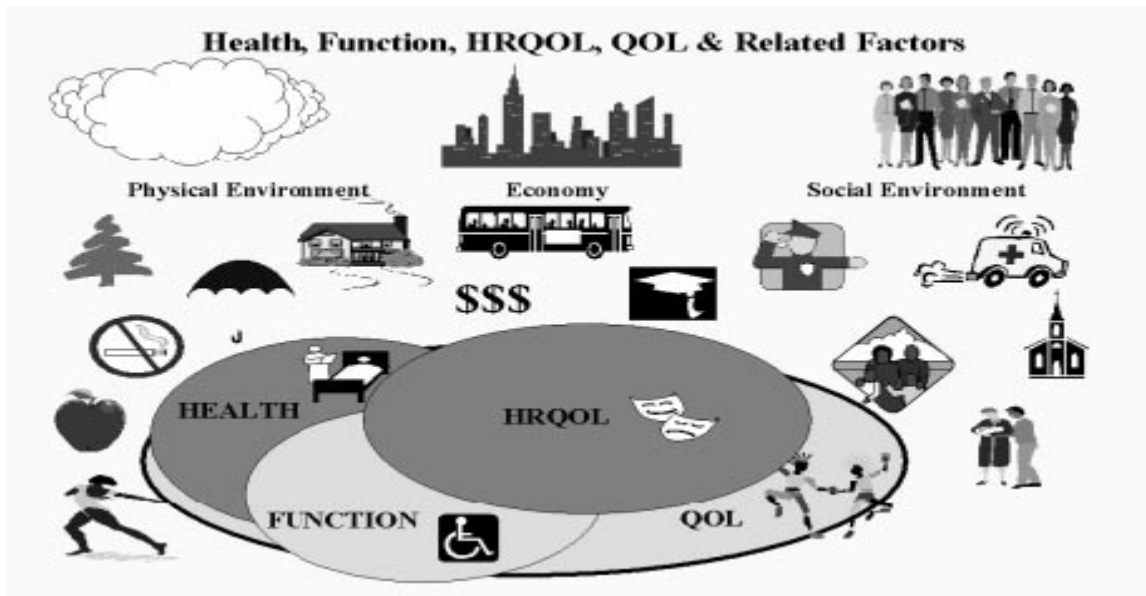 Health, Function, HRQOL, QOL & Related Factors
Physical Environment
Economy
Social Environment
$$$
J
HEALTH
HRQOL
FUNCTION
QOL